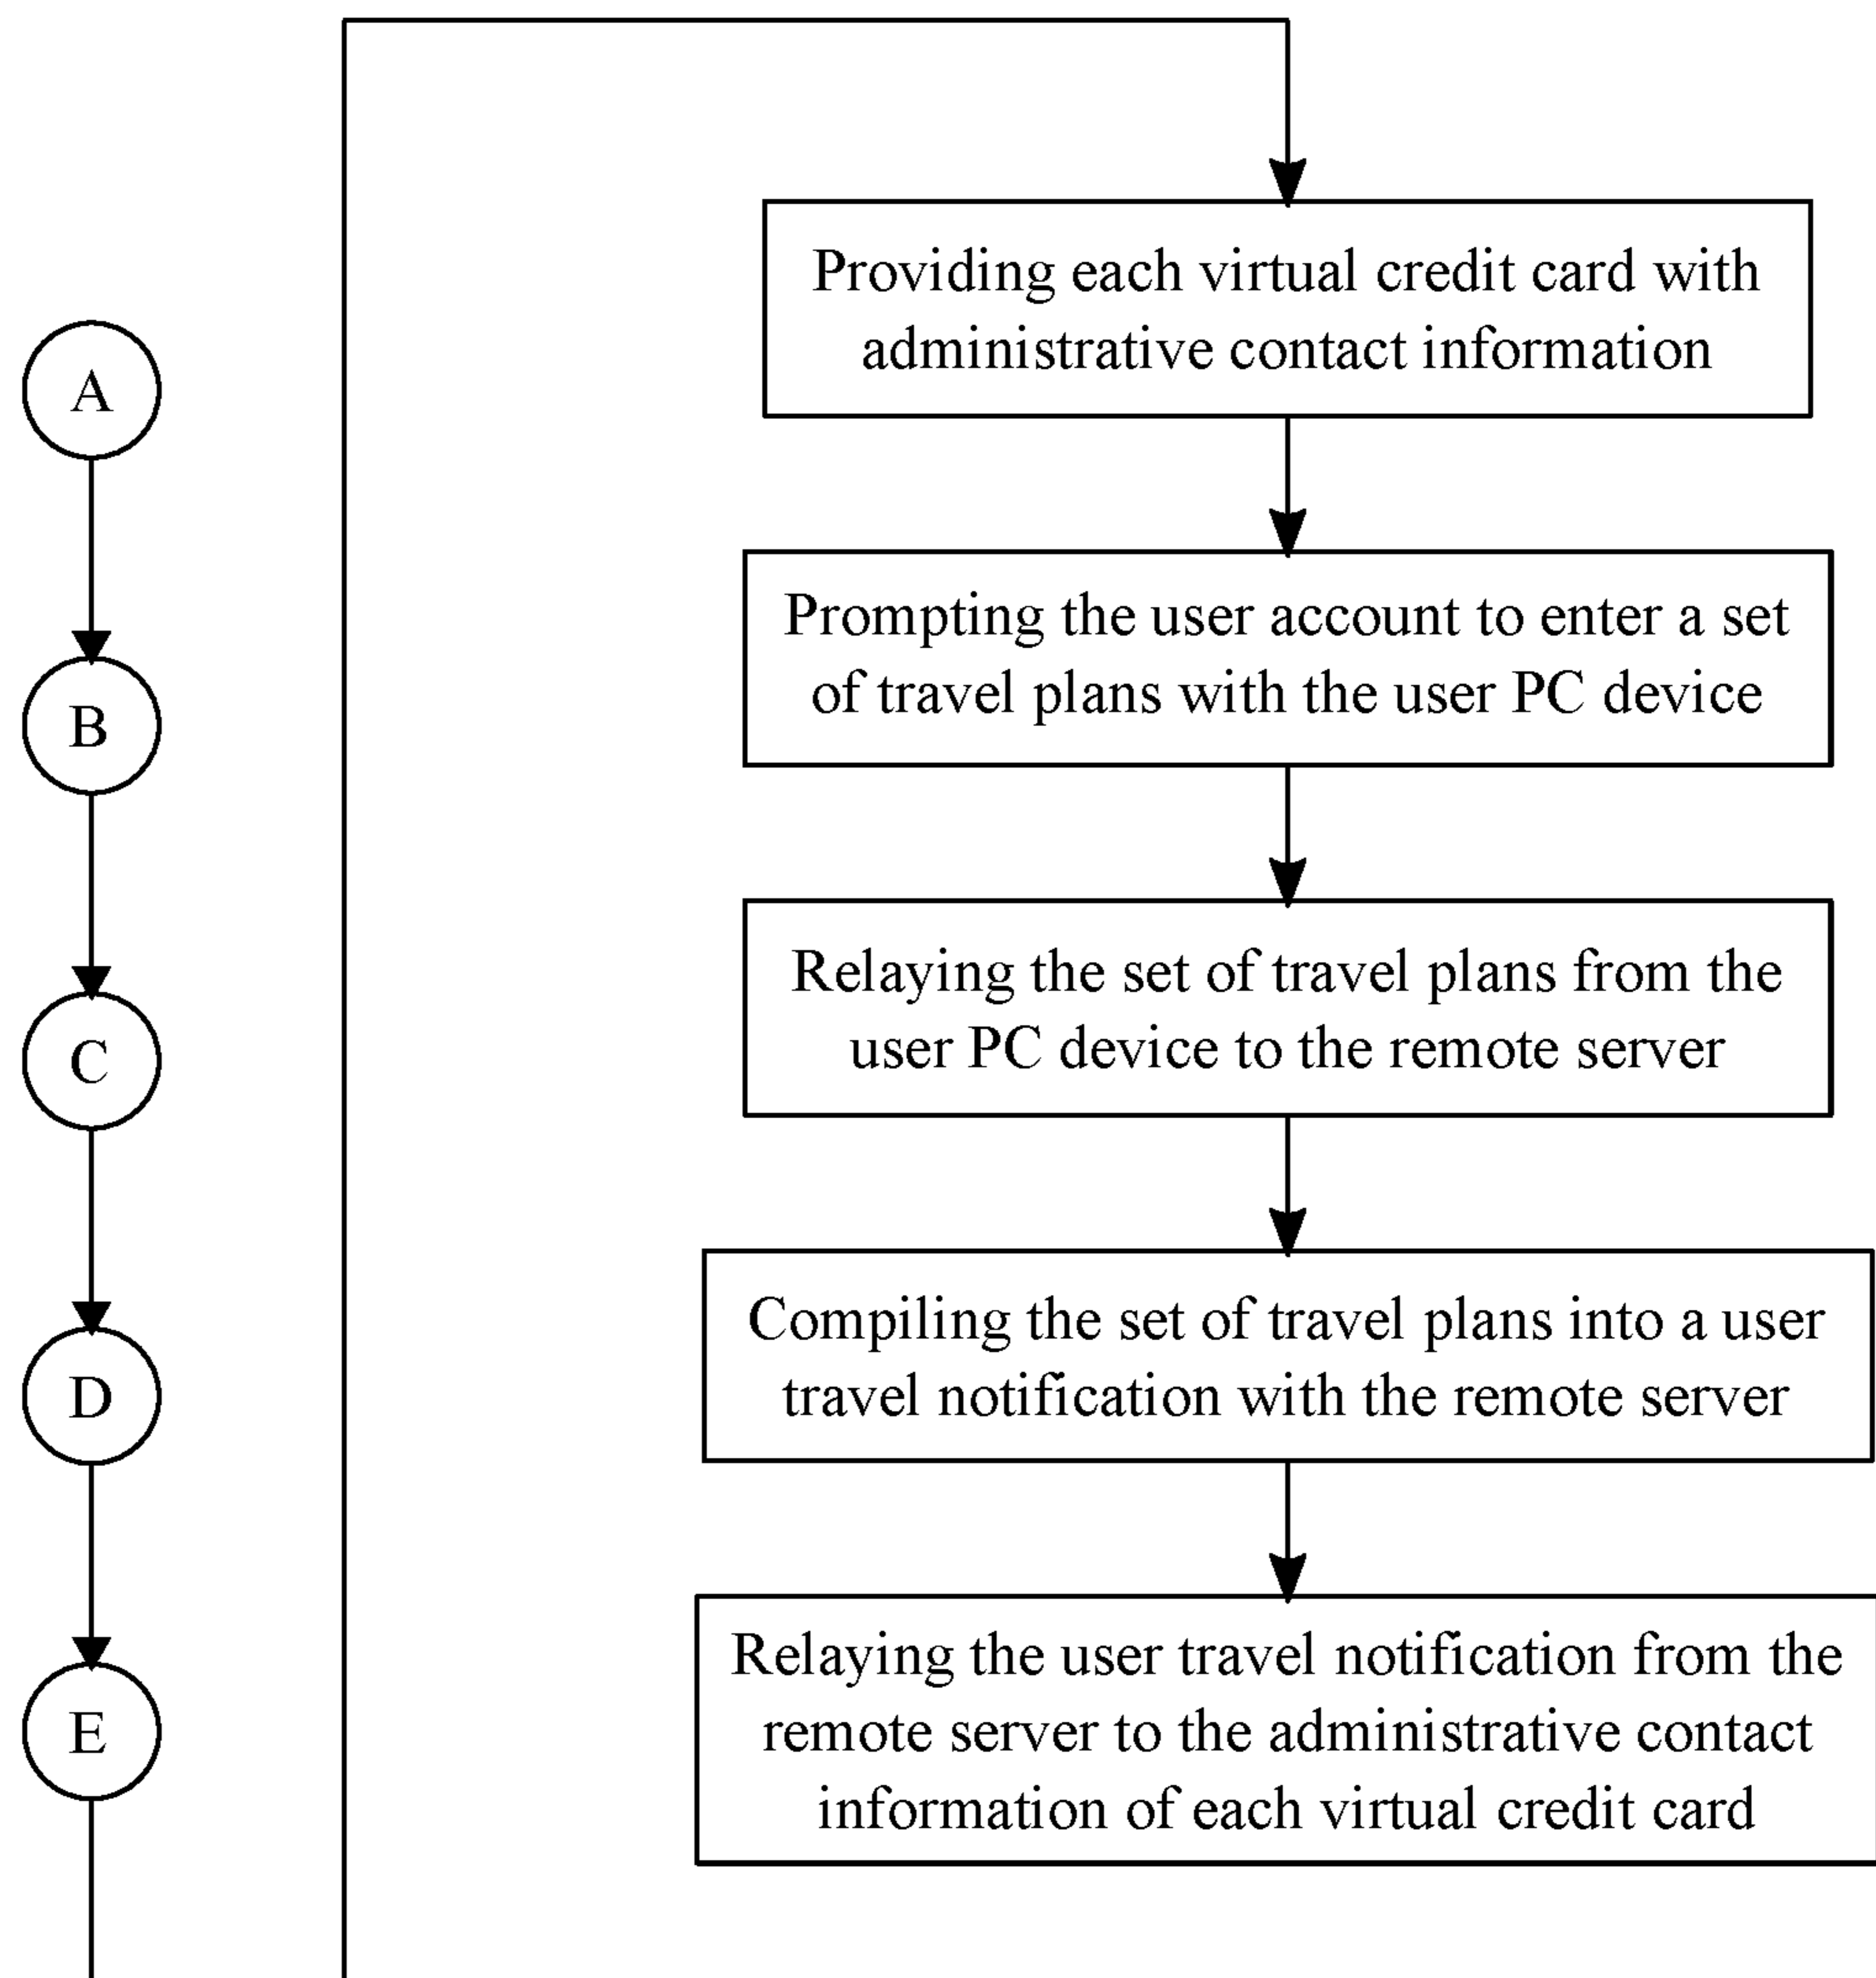 A
B
C
D
E
Providing each virtual credit card with
administrative contact information
Prompting the user account to enter a set
of travel plans with the user PC device
Relaying the set of travel plans from the
user PC device to the remote server
Compiling the set of travel plans into a user
travel notification with the remote server
Relaying the user travel notification from the
remote server to the administrative contact
information of each virtual credit card